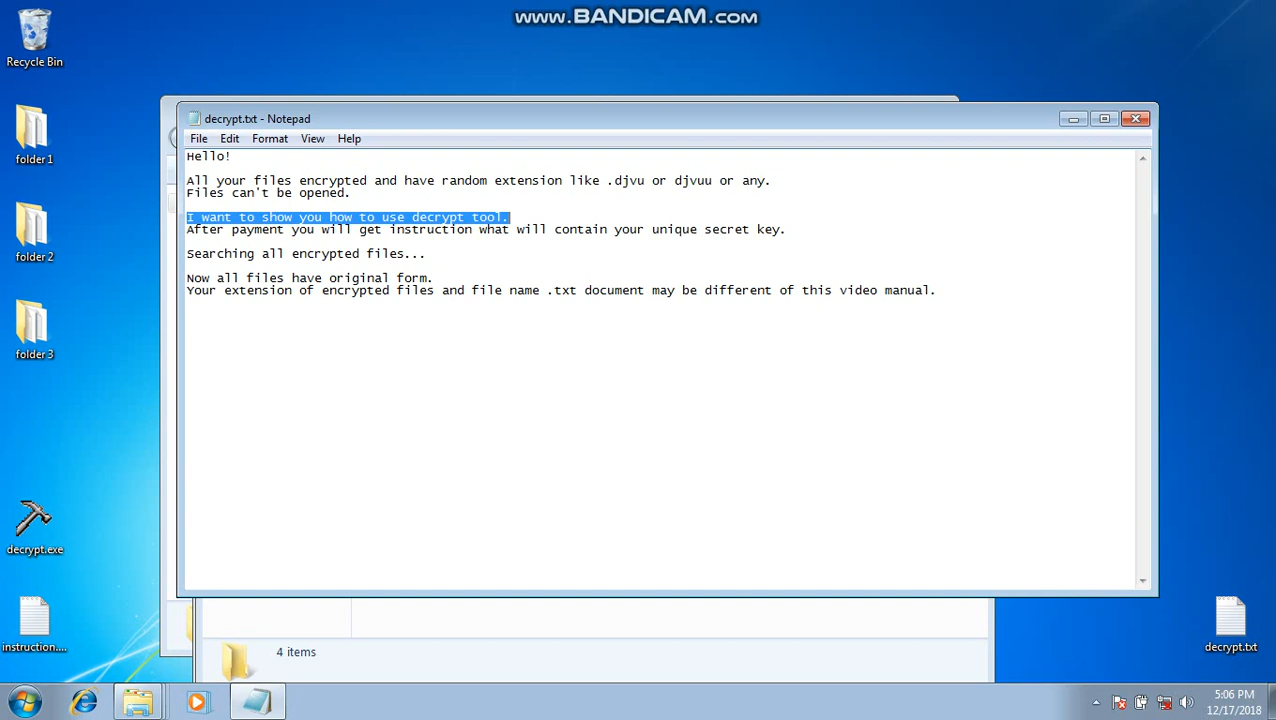 www.BANDICAM.com
Recycle Bin
folder 1
folder 2
folder 3
decrypt.exe
instruction....
decrypt.txt - Notepad
File Edit Format View Help
Hello!
All your files encrypted and have random extension like .djvu or djvuu or any.
Files can't be opened.
I want to show you how to use decrypt tool.
After payment you will get instruction what will contain your unique secret key.
Searching all encrypted files...
Now all files have original form.
Your extension of encrypted files and file name .txt document may be different of this video manual.
4 items
decrypt.txt
5:06 PM
12/17/2018